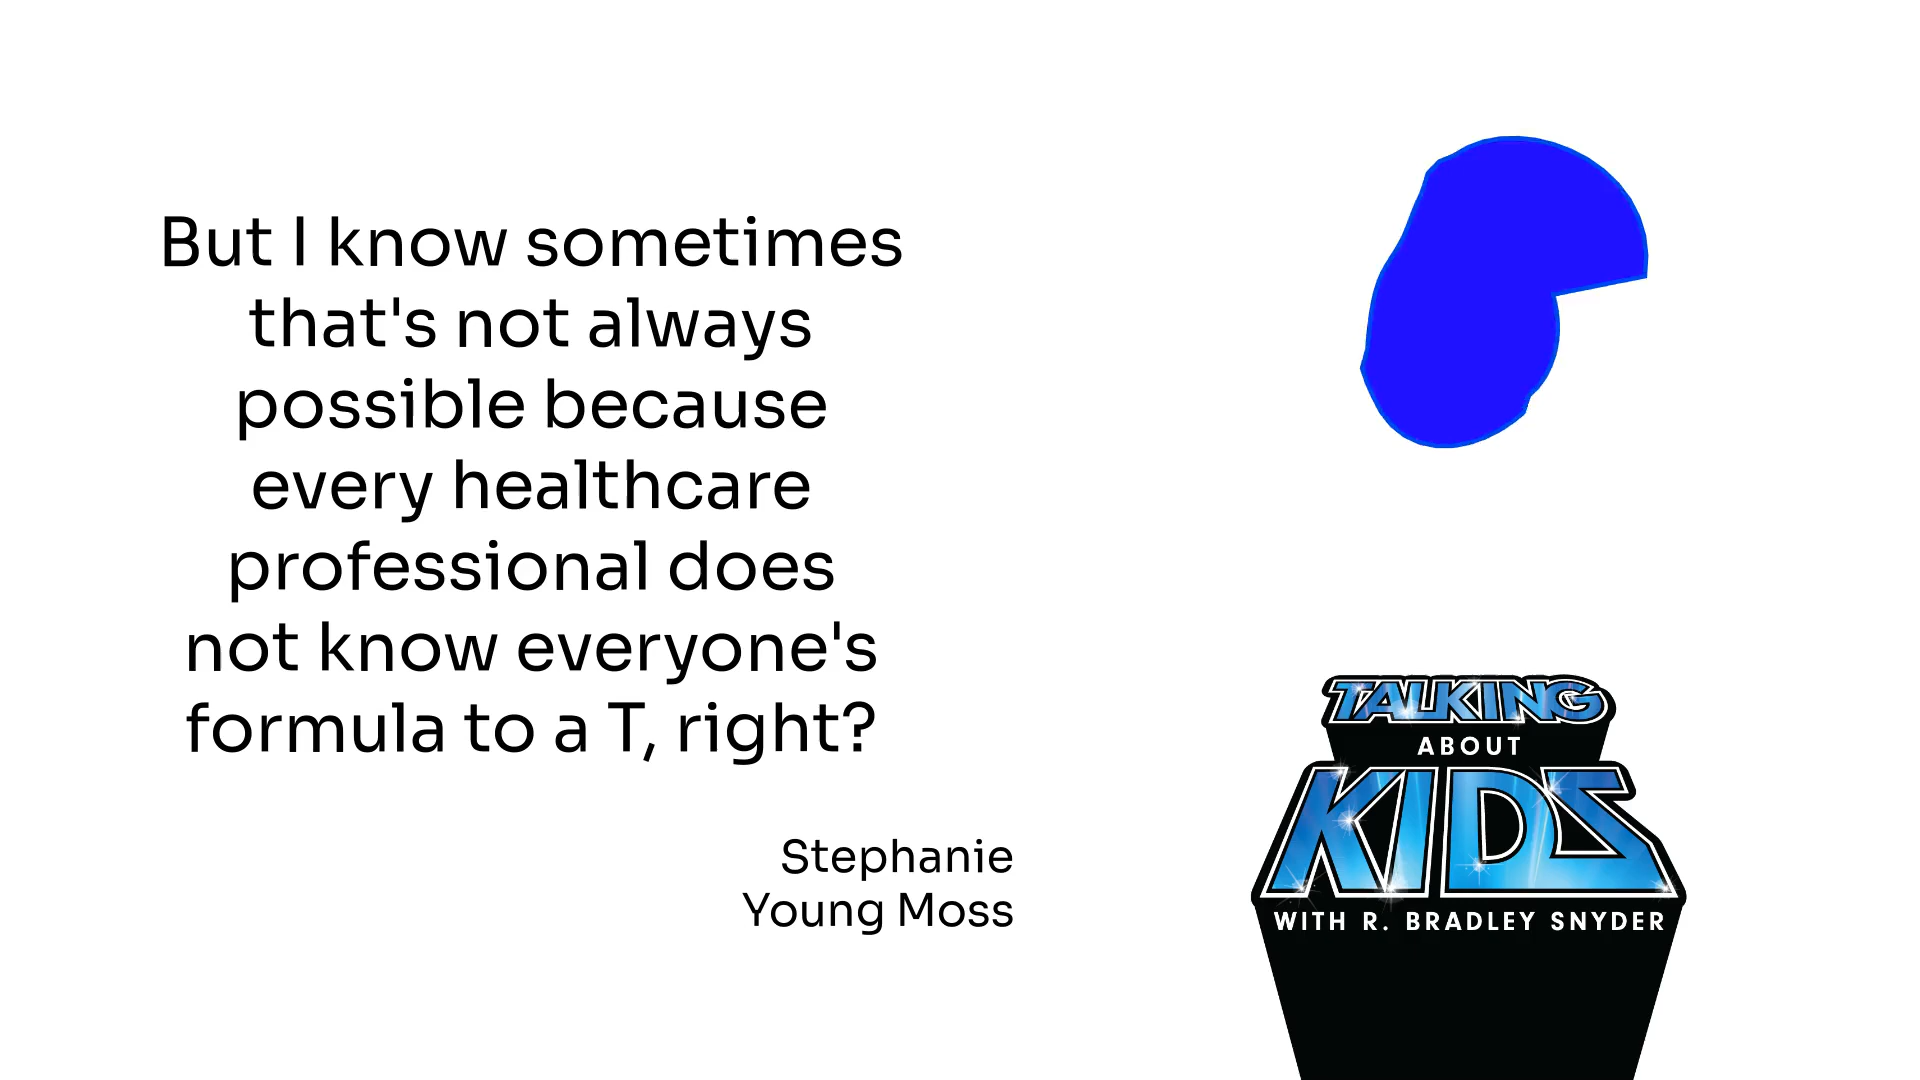 But I know sometimes
that's not always
possible because
every healthcare
professional does
not know everyone's
formula to a T, right?
Stephanie
Young Moss
TALKING
ABOUT
KIDS
WITH R. BRADLEY SNYDER